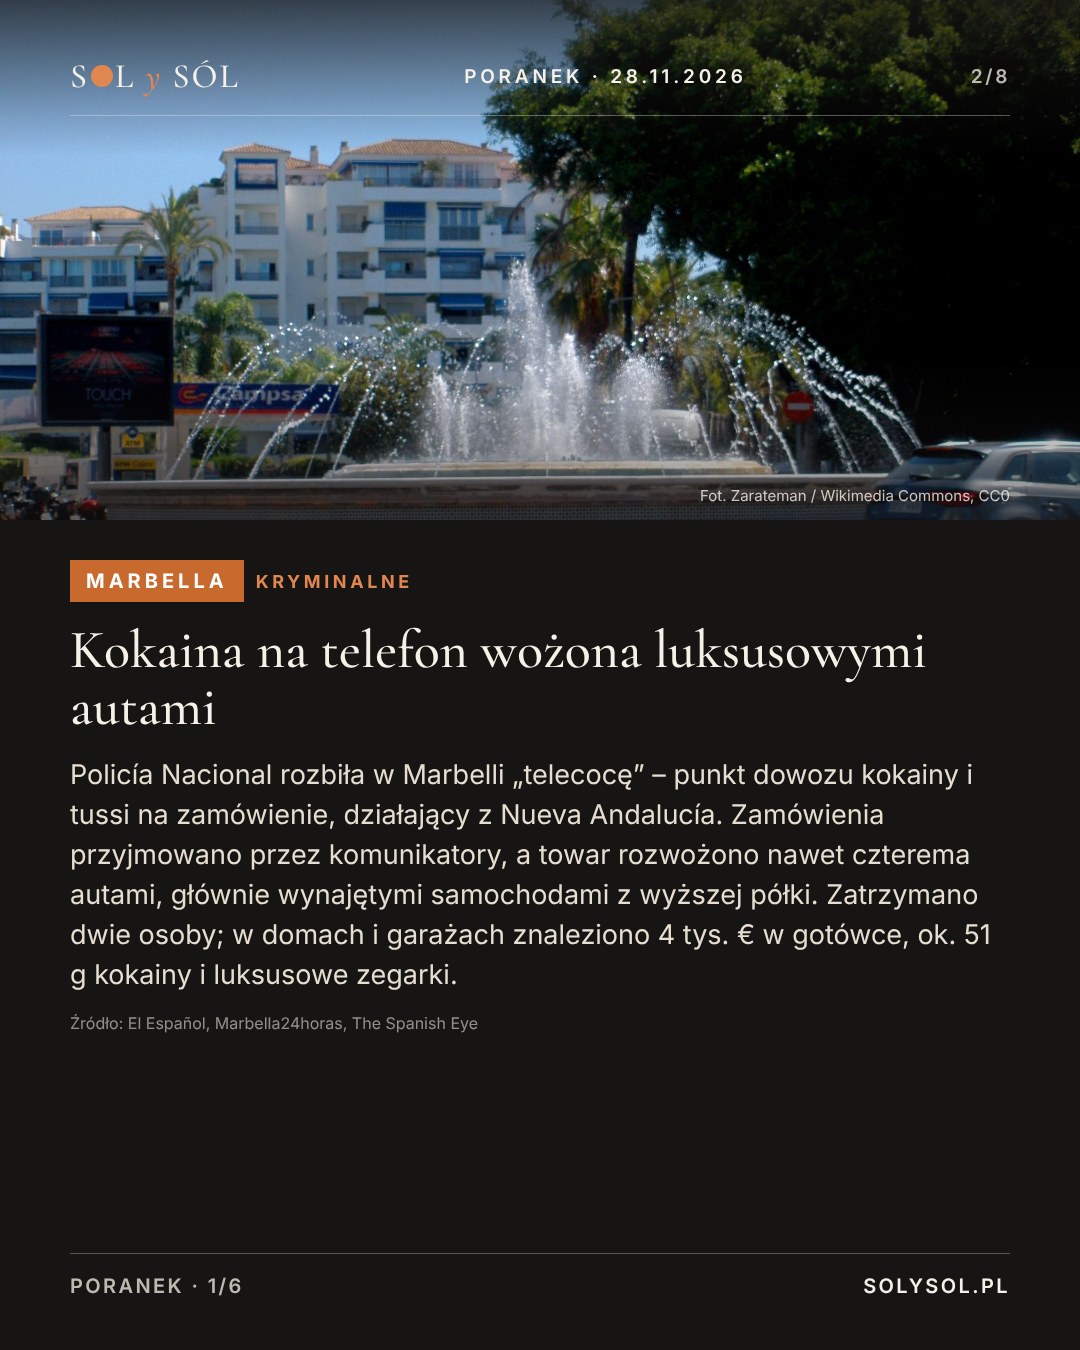 SOL y SÓL
PORANEK · 28.11.2026
2/8
TOUCH
campsa
ATM
ATM
Fot. Zarateman / Wikimedia Commons, CC0
MARBELLA
KRYMINALNE
Kokaina na telefon wożona luksusowymi
autami
Policía Nacional rozbiła w Marbelli „telecocę” – punkt dowozu kokainy i
tussi na zamówienie, działający z Nueva Andalucía. Zamówienia
przyjmowano przez komunikatory, a towar rozwożono nawet czterema
autami, głównie wynajętymi samochodami z wyższej półki. Zatrzymano
dwie osoby; w domach i garażach znaleziono 4 tys. € w gotówce, ok. 51
g kokainy i luksusowe zegarki.
Źródło: El Español, Marbella24horas, The Spanish Eye
PORANEK · 1/6
SOLYSOL.PL